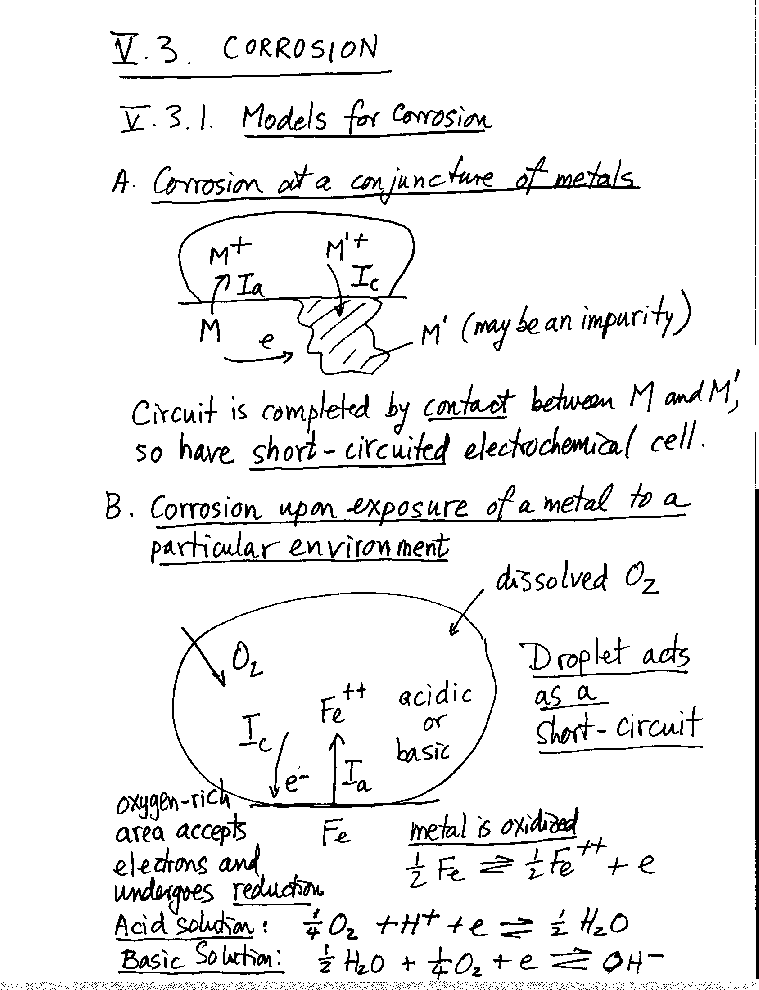 V.3. CORROSION
V.3.1. Models for Corrosion
A. Corrosion at a conjuncture of metals
M+ M'+
Ia Ic
M e M' (may be an impurity)
Circuit is completed by contact between M and M',
so have short-circuited electrochemical cell.
B. Corrosion upon exposure of a metal to a
particular environment
dissolved O2
O2
Droplet acts
as a
short-circuit
Fe++ acidic
or
basic
Ic e- Ia
oxygen-rich
area accepts
electrons and
undergoes reduction
Fe
metal is oxidized
1/2 Fe ⇌ 1/2 Fe++ + e
Acid solution: 1/4 O2 + H+ + e ⇌ 1/2 H2O
Basic Solution: 1/2 H2O + 1/4 O2 + e ⇌ OH-